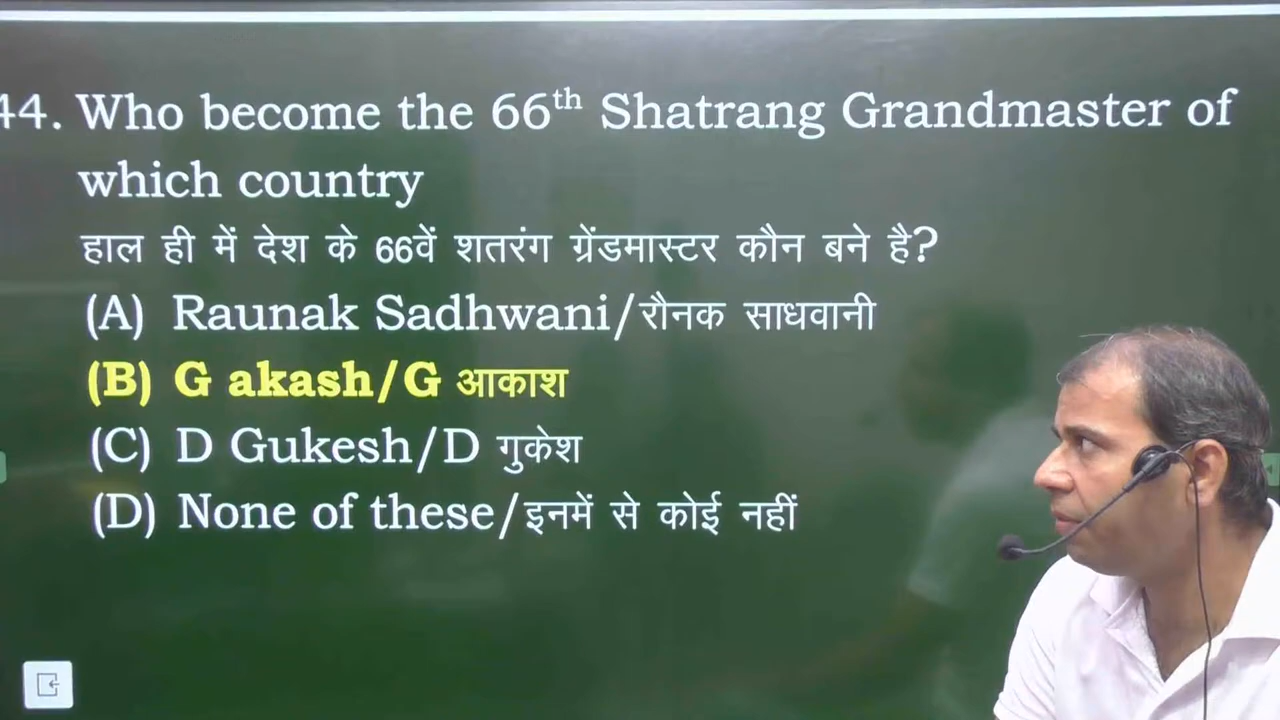 44. Who become the 66th Shatrang Grandmaster of
which country
हाल ही में देश के 66वें शतरंग ग्रेंडमास्टर कौन बने है?
(A) Raunak Sadhwani/रौनक साधवानी
(B) G akash/G आकाश
(C) D Gukesh/D गुकेश
(D) None of these/इनमें से कोई नहीं